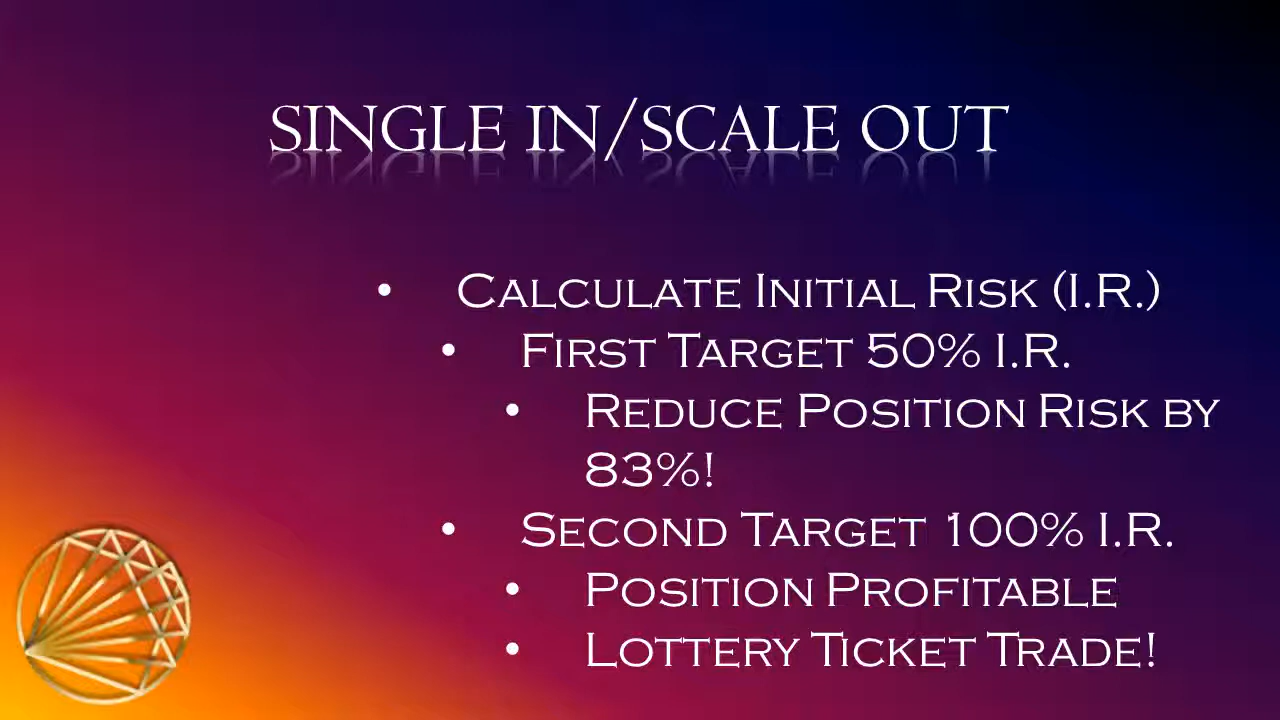 SINGLE IN/SCALE OUT
• Calculate Initial Risk (I.R.)
• First Target 50% I.R.
• Reduce Position Risk by
83%!
• Second Target 100% I.R.
• Position Profitable
• Lottery Ticket Trade!